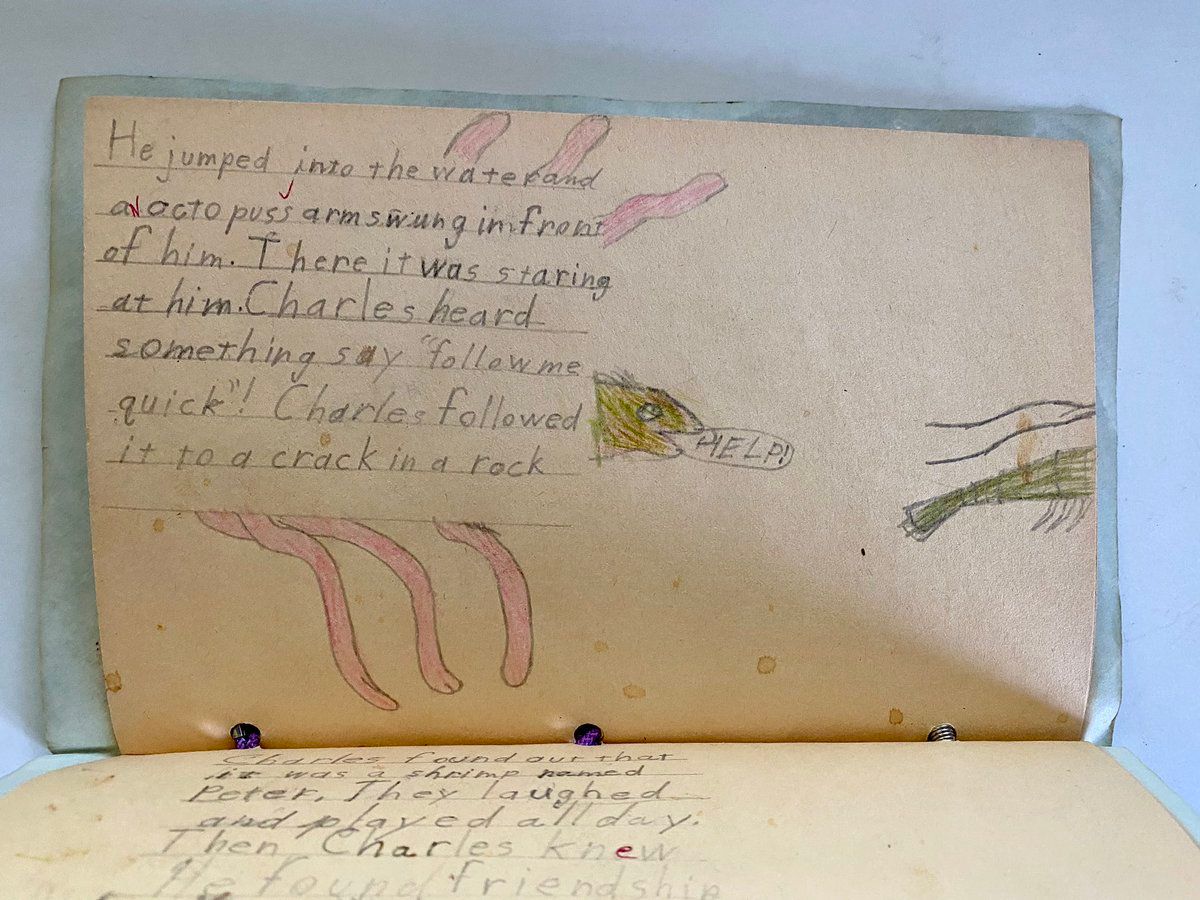 He jumped into the water and
a octopuss arm swung in front
of him. There it was staring
at him. Charles heard
something say "follow me
quick"! Charles followed
it to a crack in a rock
HELP!
Charles found out that
it was a shrimp named
Peter. They laughed
and played all day.
Then Charles knew
He found friendship